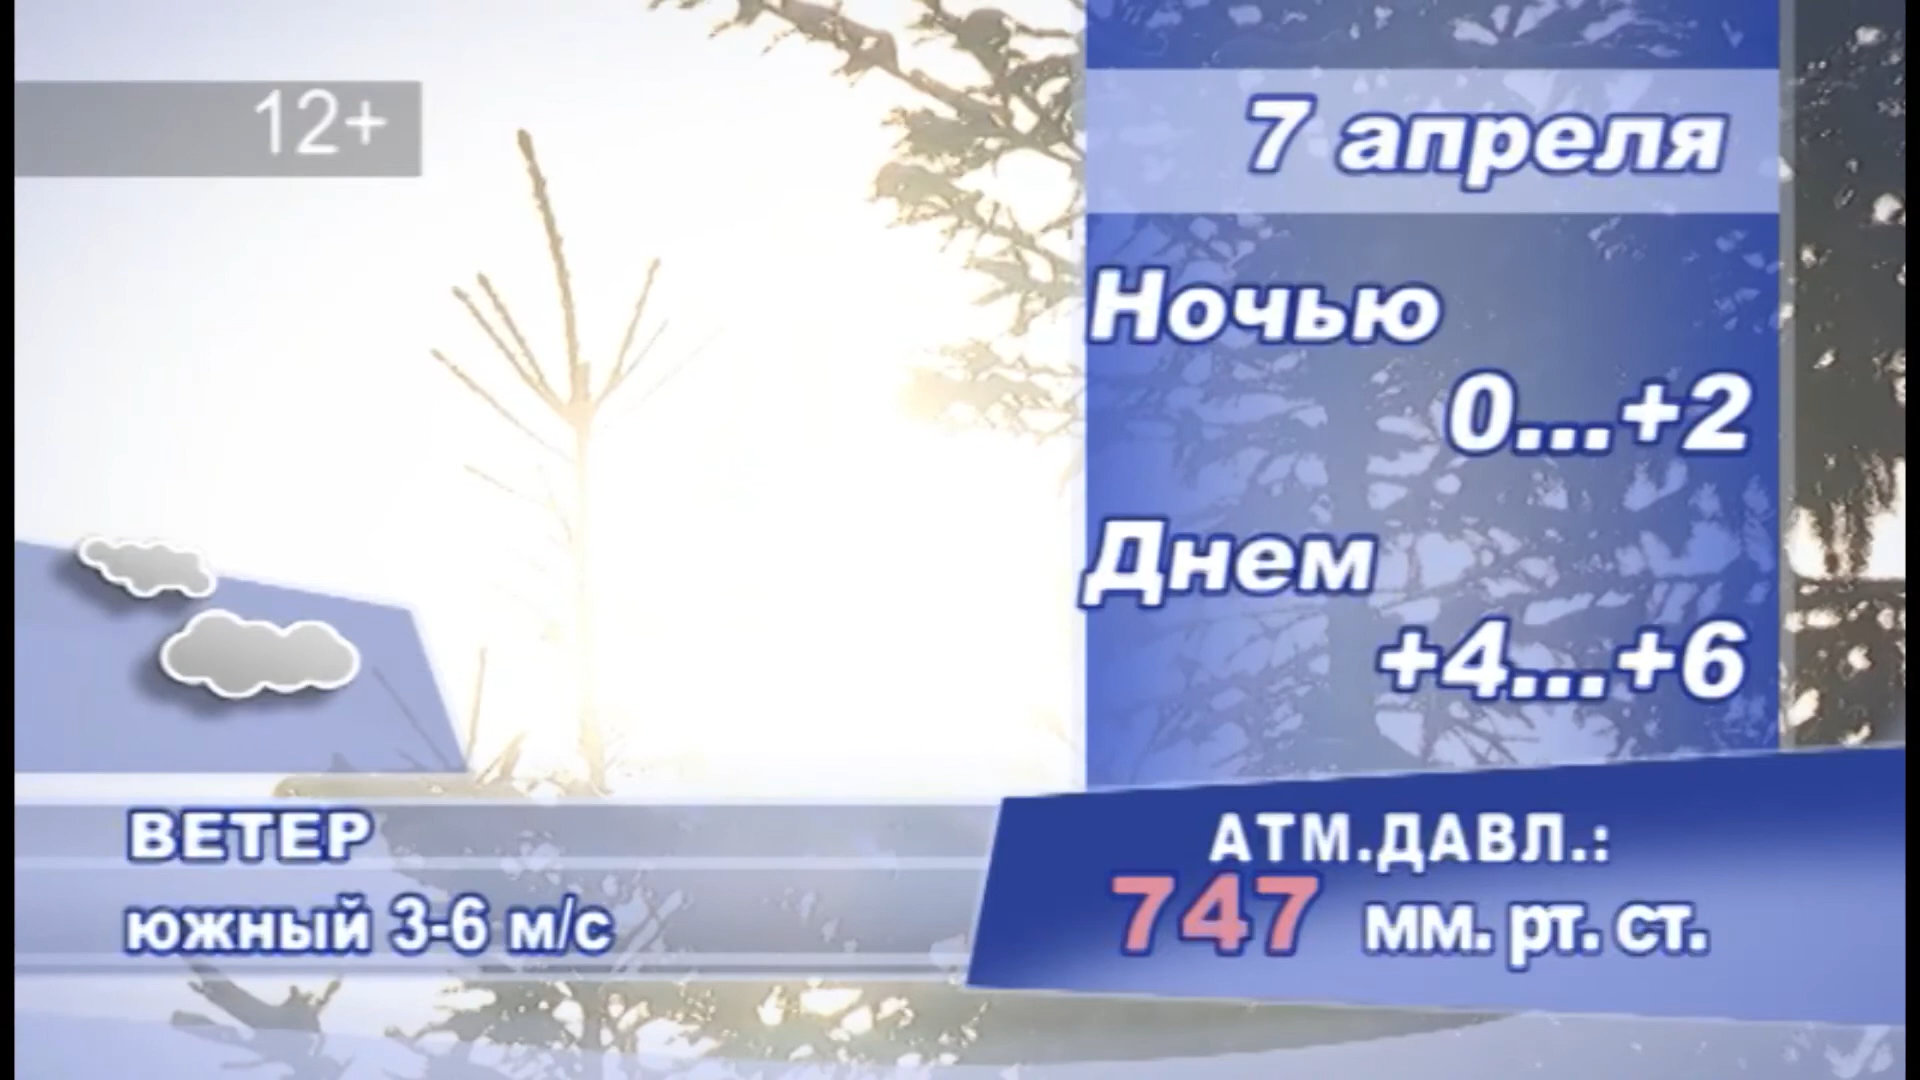 12+
7 апреля
Ночью
0...+2
Днем
+4...+6
ВЕТЕР
южный 3-6 м/с
АТМ.ДАВЛ.:
747 мм. рт. ст.